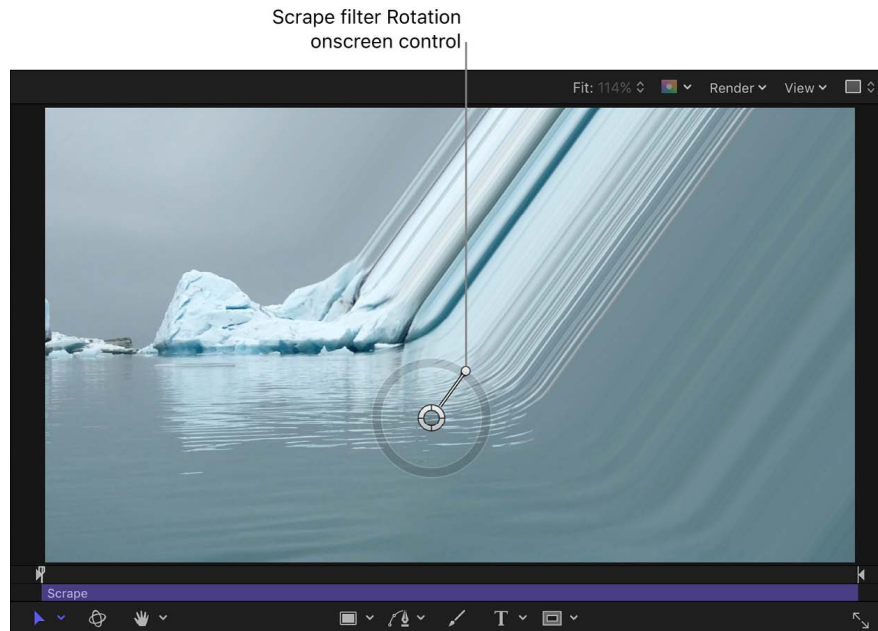 Scrape filter Rotation
onscreen control
Fit: 114%
Render
View
Scrape
T